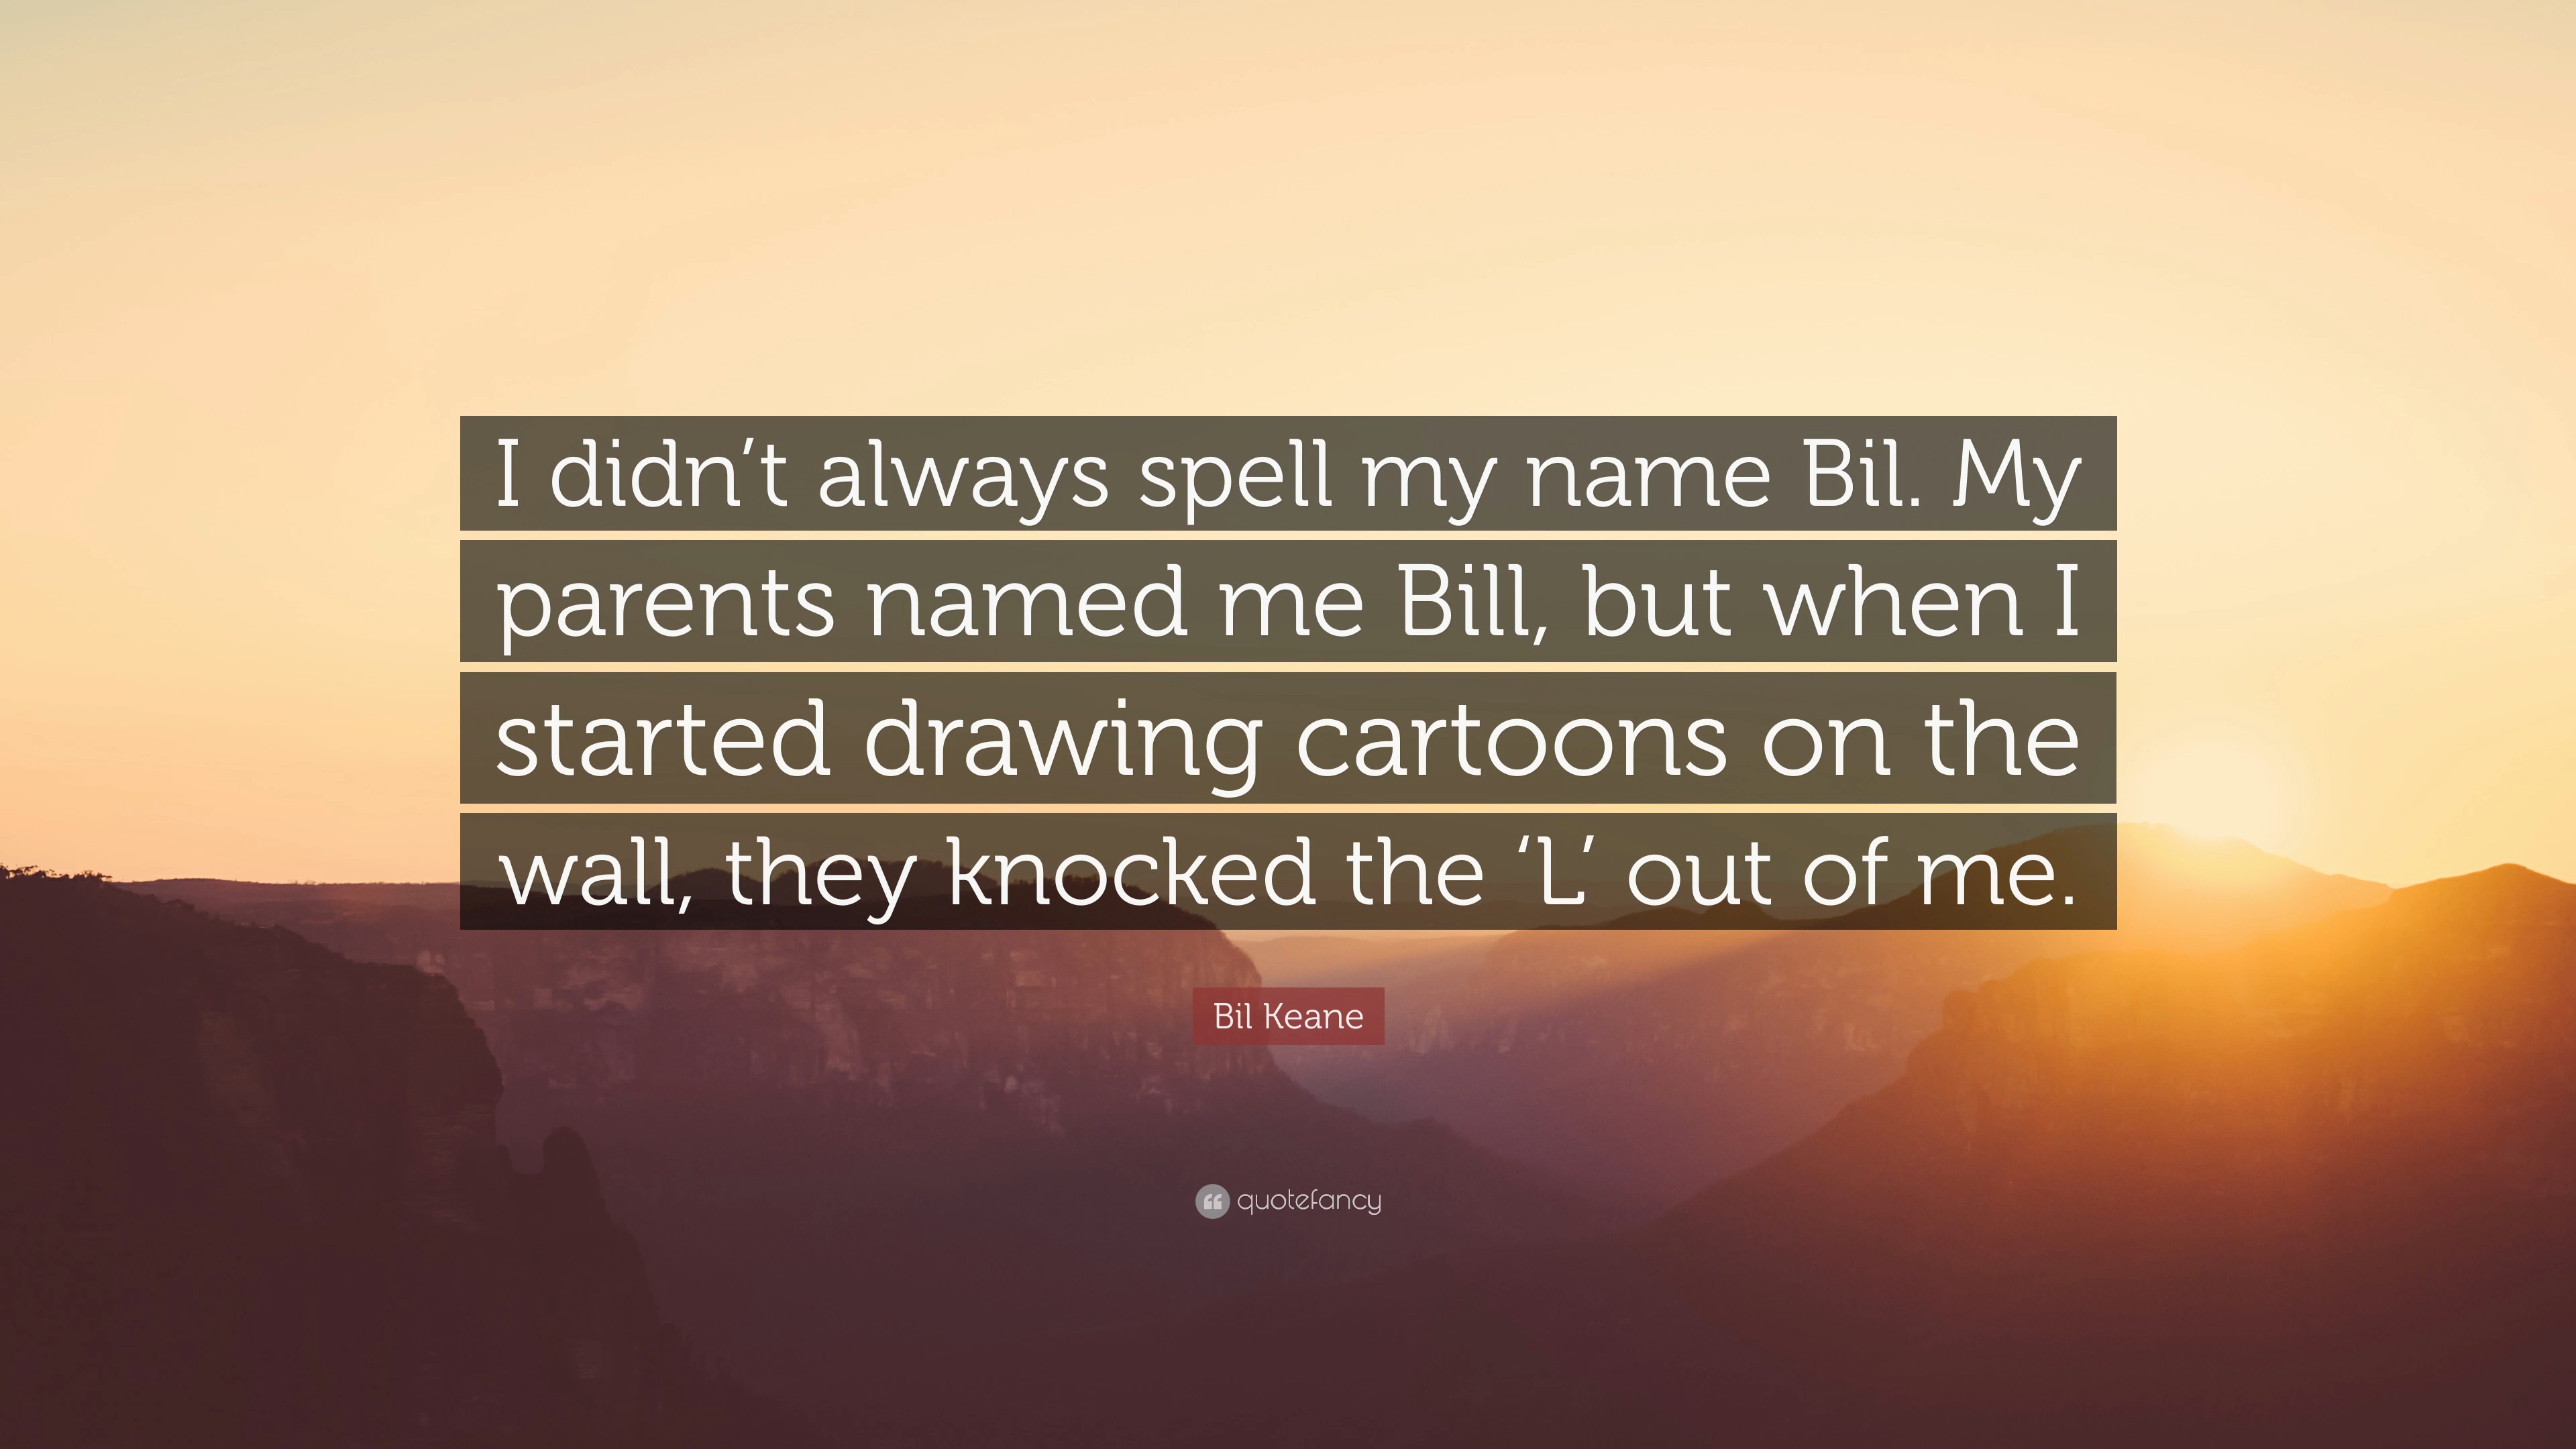 I didn’t always spell my name Bil. My
parents named me Bill, but when I
started drawing cartoons on the
wall, they knocked the ‘L’ out of me.
Bil Keane
quotefancy